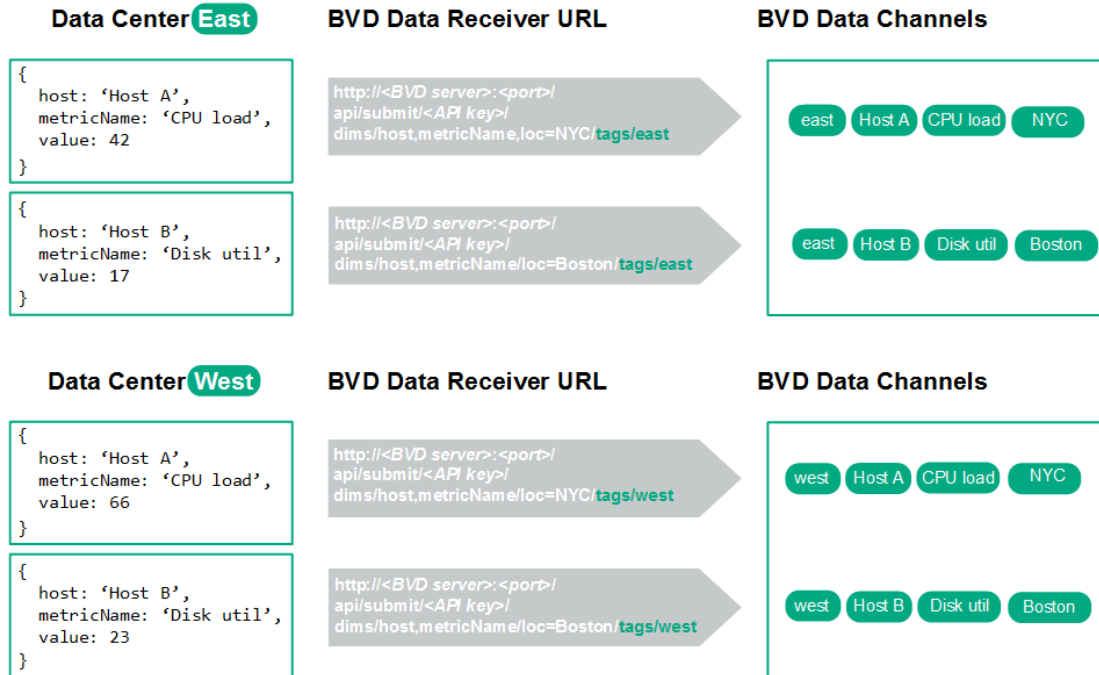 Data Center East
BVD Data Receiver URL
BVD Data Channels
{
host: ‘Host A’,
metricName: ‘CPU load’,
value: 42
}
http://<BVD server>:<port>/
api/submit/<API key>/
dims/host,metricName,loc=NYC/tags/east
east Host A CPU load NYC
{
host: ‘Host B’,
metricName: ‘Disk util’,
value: 17
}
http://<BVD server>:<port>/
api/submit/<API key>/
dims/host,metricName/loc=Boston/tags/east
east Host B Disk util Boston
Data Center West
BVD Data Receiver URL
BVD Data Channels
{
host: ‘Host A’,
metricName: ‘CPU load’,
value: 66
}
http://<BVD server>:<port>/
api/submit/<API key>/
dims/host,metricName/loc=NYC/tags/west
west Host A CPU load NYC
{
host: ‘Host B’,
metricName: ‘Disk util’,
value: 23
}
http://<BVD server>:<port>/
api/submit/<API key>/
dims/host,metricName/loc=Boston/tags/west
west Host B Disk util Boston